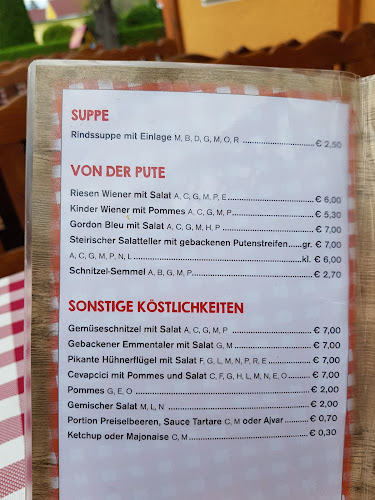 SUPPE
Rindssuppe mit Einlage M, B, D, G, M, O, R ........................ € 2,50
VON DER PUTE
Riesen Wiener mit Salat A, C, G, M, P, E ........................ € 6,00
Kinder Wiener mit Pommes A, C, G, M, P ........................ € 5,30
Gordon Bleu mit Salat A, C, G, M, H, P ........................ € 7,00
Steirischer Salatteller mit gebackenen Putenstreifen......gr. € 7,00
A, C, G, M, P, N, L ........................kl. € 6,00
Schnitzel-Semmel A, B, G, M, P ........................ € 2,70
SONSTIGE KÖSTLICHKEITEN
Gemüseschnitzel mit Salat A, C, G, M, P ........................ € 7,00
Gebackener Emmentaler mit Salat G, M ........................ € 7,00
Pikante Hühnerflügel mit Salat F, G, L, M, N, P, R, E ........ € 7,00
Cevapcici mit Pommes und Salat C, F, G, H, L, M, N, E, O ........ € 7,00
Pommes G, E, O ........................ € 2,00
Gemischer Salat M, L, N ........................ € 2,00
Portion Preiselbeeren, Sauce Tartare C, M oder Ajvar ........ € 0,70
Ketchup oder Majonaise C, M ........................ € 0,30